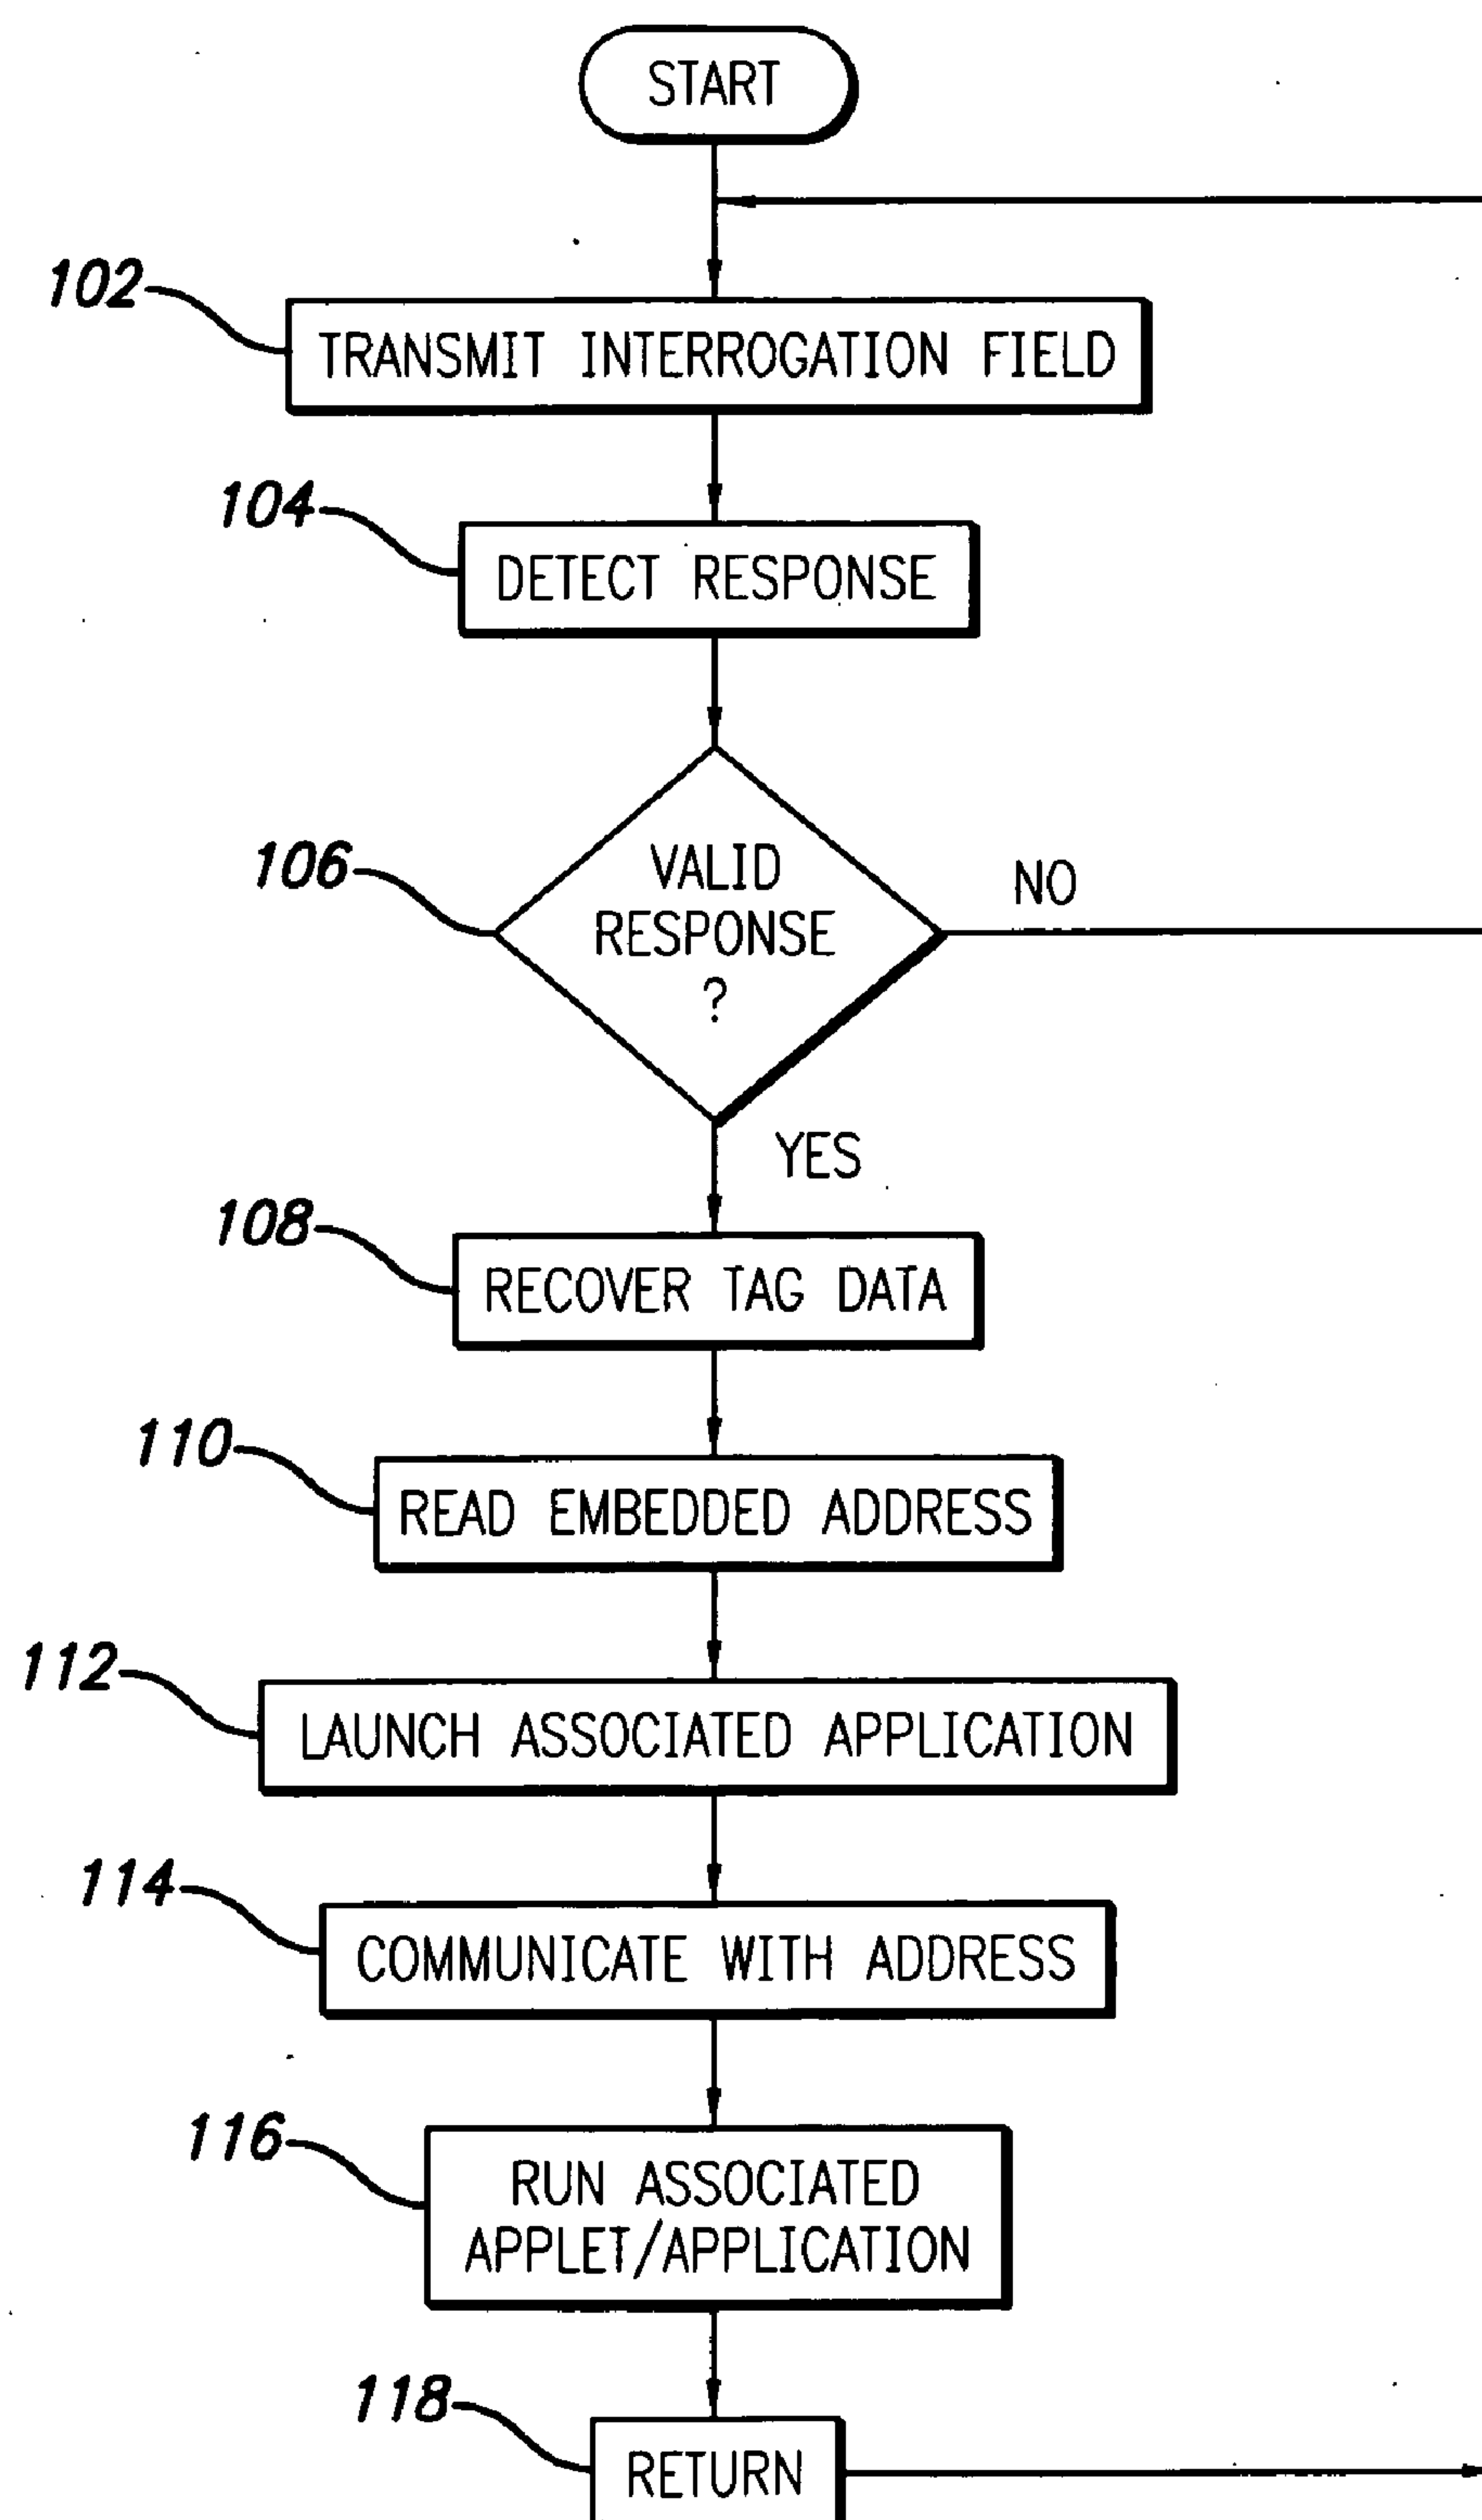 START
102
TRANSMIT INTERROGATION FIELD
104
DETECT RESPONSE
106
VALID
RESPONSE
?
NO
YES
108
RECOVER TAG DATA
110
READ EMBEDDED ADDRESS
112
LAUNCH ASSOCIATED APPLICATION
114
COMMUNICATE WITH ADDRESS
116
RUN ASSOCIATED
APPLET/APPLICATION
118
RETURN